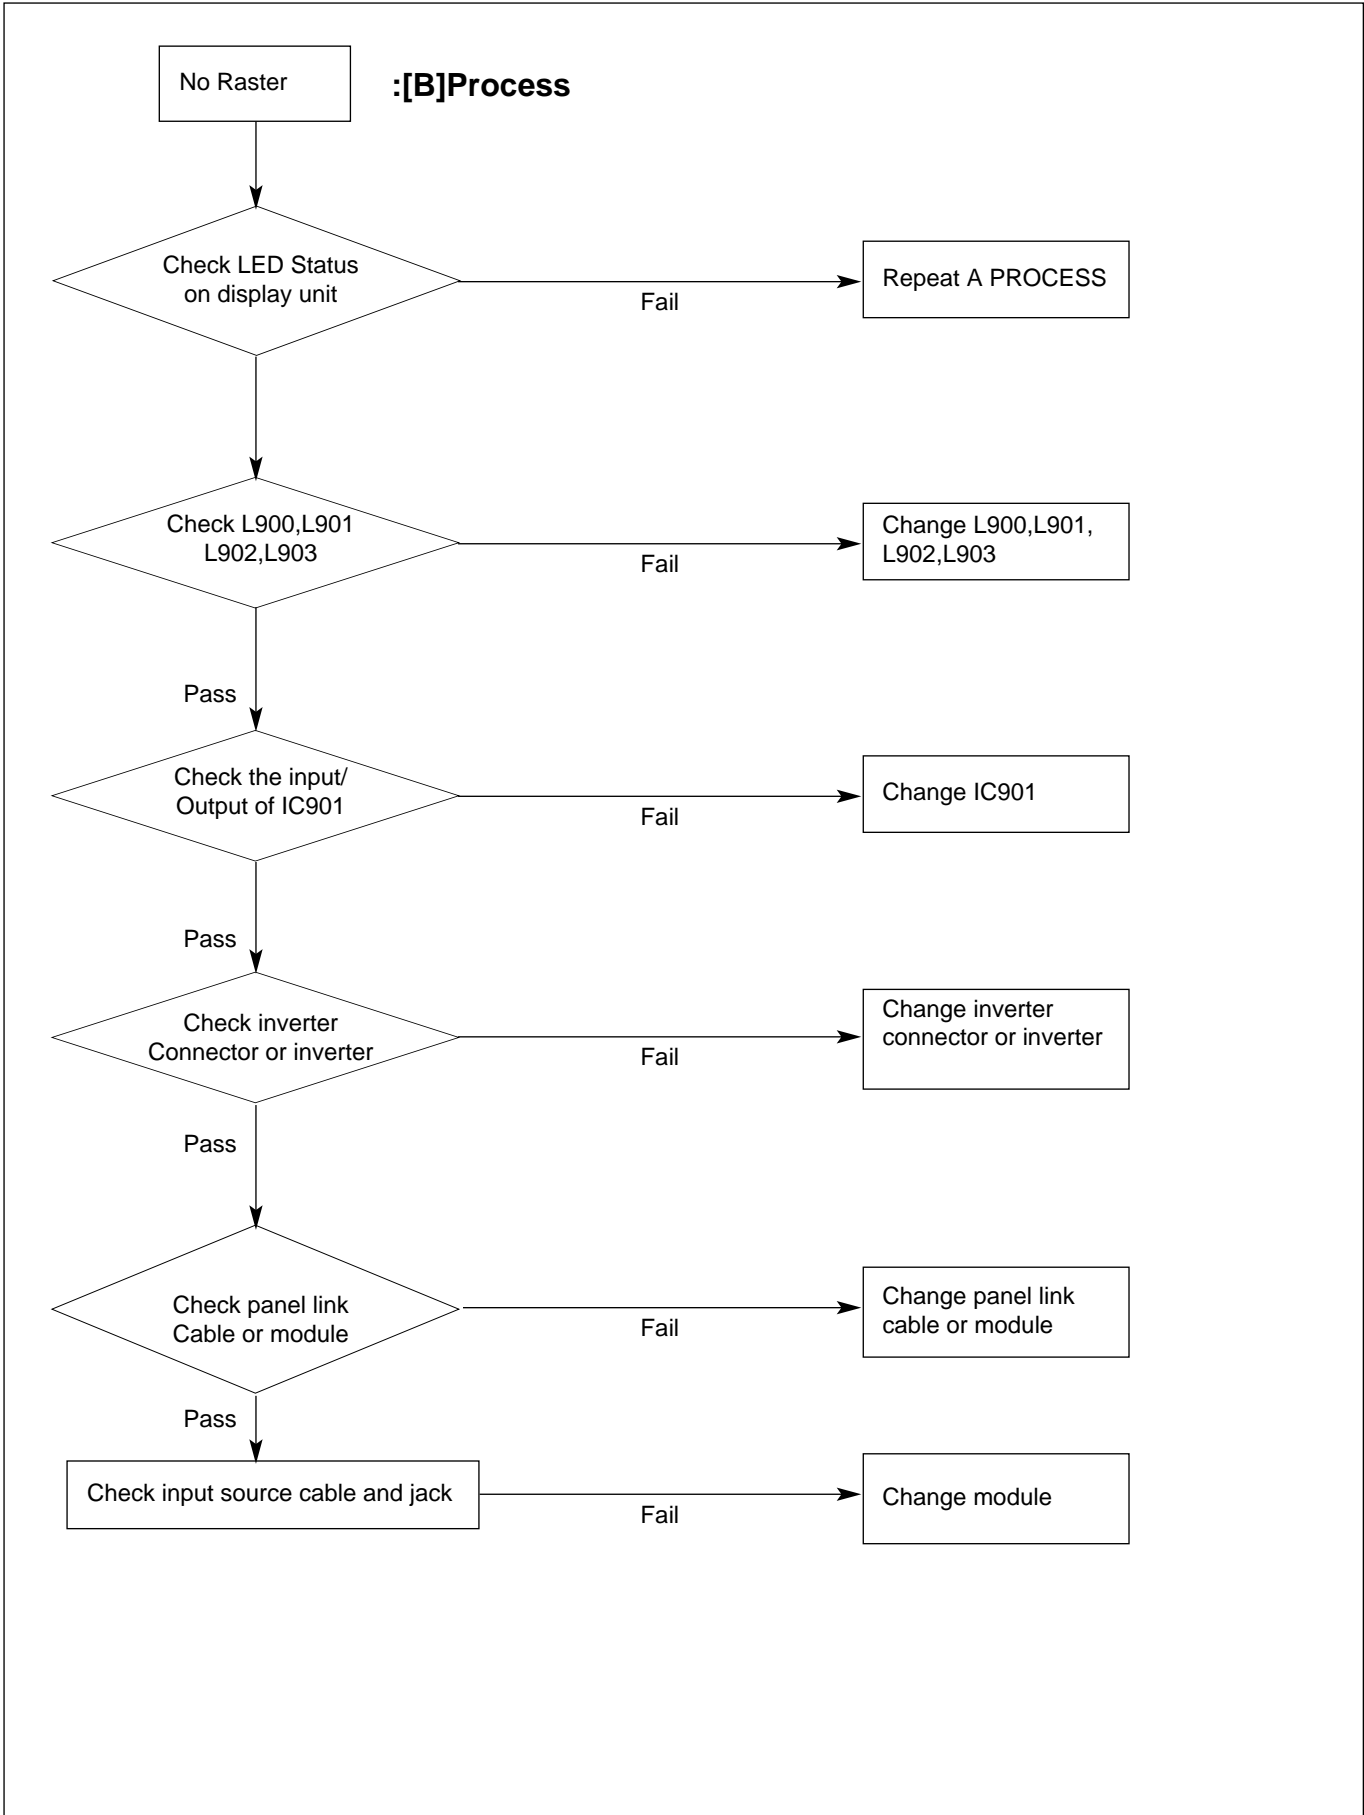 No Raster
:[B]Process
Check LED Status
on display unit
Fail
Repeat A PROCESS
Check L900,L901
L902,L903
Fail
Change L900,L901,
L902,L903
Pass
Check the input/
Output of IC901
Fail
Change IC901
Pass
Check inverter
Connector or inverter
Fail
Change inverter
connector or inverter
Pass
Check panel link
Cable or module
Fail
Change panel link
cable or module
Pass
Check input source cable and jack
Fail
Change module